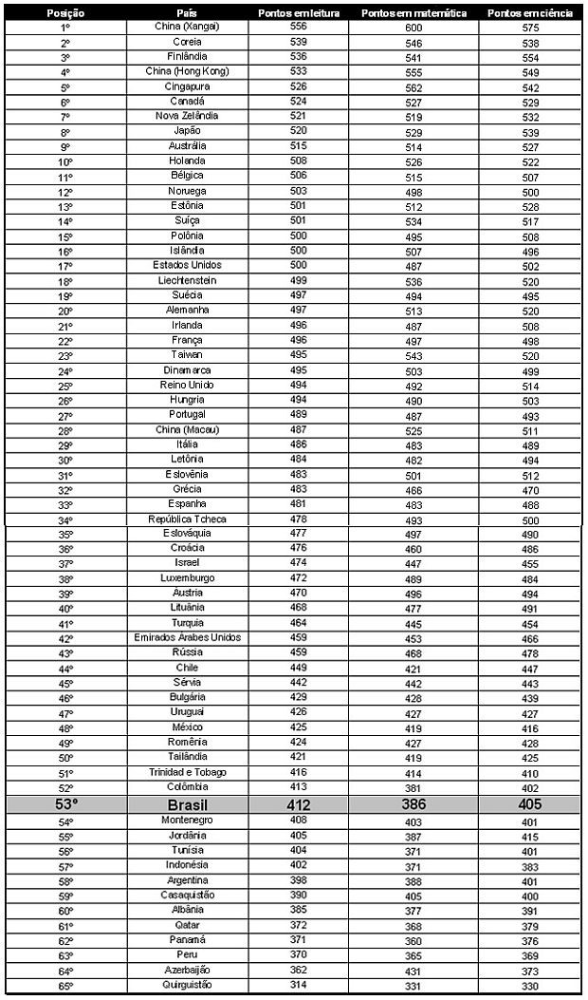 Posição País Pontos em leitura Pontos em matemática Pontos em ciência
1º China (Xangai) 556 600 575
2º Coreia 539 546 538
3º Finlândia 536 541 554
4º China (Hong Kong) 533 555 549
5º Cingapura 526 562 542
6º Canadá 524 527 529
7º Nova Zelândia 521 519 532
8º Japão 520 529 539
9º Austrália 515 514 527
10º Holanda 508 526 522
11º Bélgica 506 515 507
12º Noruega 503 498 500
13º Estônia 501 512 528
14º Suíça 501 534 517
15º Polônia 500 495 508
16º Islândia 500 507 496
17º Estados Unidos 500 487 502
18º Liechtenstein 499 536 520
19º Suécia 497 494 495
20º Alemanha 497 513 520
21º Irlanda 496 487 508
22º França 496 497 498
23º Taiwan 495 543 520
24º Dinamarca 495 503 499
25º Reino Unido 494 492 514
26º Hungria 494 490 503
27º Portugal 489 487 493
28º China (Macau) 487 525 511
29º Itália 486 483 489
30º Letônia 484 482 494
31º Eslovênia 483 501 512
32º Grécia 483 466 470
33º Espanha 481 483 488
34º República Tcheca 478 493 500
35º Eslováquia 477 497 490
36º Croácia 476 460 486
37º Israel 474 447 455
38º Luxemburgo 472 489 484
39º Áustria 470 496 494
40º Lituânia 468 477 491
41º Turquia 464 445 454
42º Emirados Árabes Unidos 459 453 466
43º Rússia 459 468 478
44º Chile 449 421 447
45º Sérvia 442 442 443
46º Bulgária 429 428 439
47º Uruguai 426 427 427
48º México 425 419 416
49º Romênia 424 427 428
50º Tailândia 421 419 425
51º Trinidad e Tobago 416 414 410
52º Colômbia 413 381 402
53º Brasil 412 386 405
54º Montenegro 408 403 401
55º Jordânia 405 387 415
56º Tunísia 404 371 401
57º Indonésia 402 371 383
58º Argentina 398 388 401
59º Casaquistão 390 405 400
60º Albânia 385 377 391
61º Qatar 372 368 379
62º Panamá 371 360 376
63º Peru 370 365 369
64º Azerbaijão 362 431 373
65º Quirguistão 314 331 330